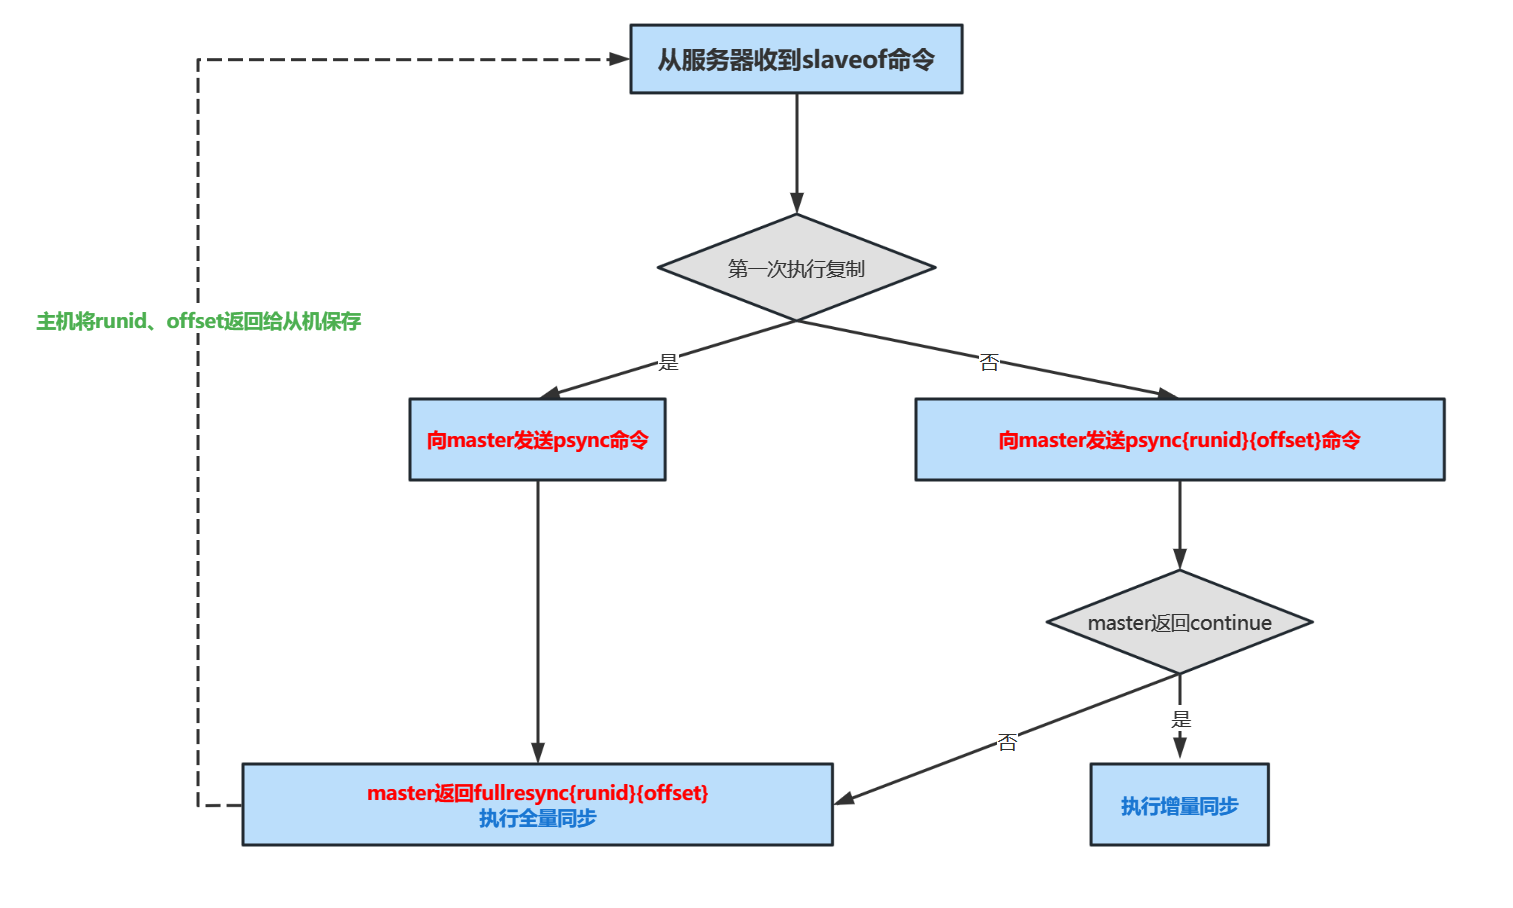 从服务器收到slaveof命令
第一次执行复制
主机将runid、offset返回给从机保存
是
否
向master发送psync命令
向master发送psync{runid}{offset}命令
master返回continue
是
否
master返回fullresync{runid}{offset}
执行全量同步
执行增量同步